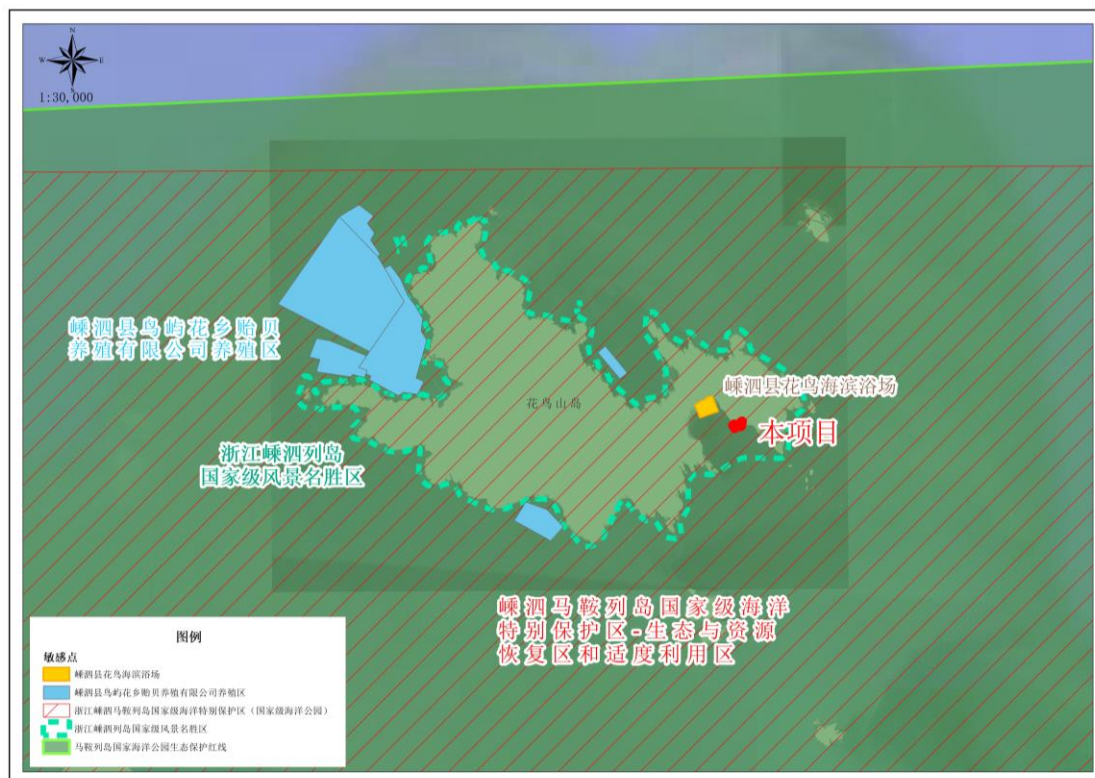 N
W
E
S
1:30,000
嵊泗县鸟屿花乡贻贝
养殖有限公司养殖区
嵊泗县花鸟海滨浴场
花鸟山岛
本项目
浙江嵊泗列岛
国家级风景名胜区
嵊泗马鞍列岛国家级海洋
特别保护区-生态与资源
恢复区和适度利用区
图例
敏感点
嵊泗县花鸟海滨浴场
嵊泗县鸟屿花乡贻贝养殖有限公司养殖区
浙江嵊泗马鞍列岛国家级海洋特别保护区（国家级海洋公园）
浙江嵊泗列岛国家级风景名胜区
马鞍列岛国家海洋公园生态保护红线